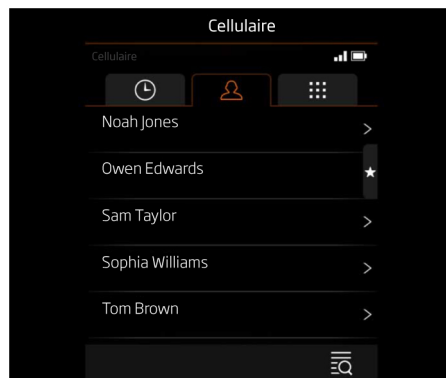 Cellulaire
Cellulaire
Noah Jones
Owen Edwards
Sam Taylor
Sophia Williams
Tom Brown